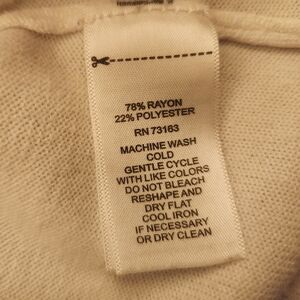 78% RAYON
22% POLYESTER
RN 73163
MACHINE WASH
COLD
GENTLE CYCLE
WITH LIKE COLORS
DO NOT BLEACH
RESHAPE AND
DRY FLAT
COOL IRON
IF NECESSARY
OR DRY CLEAN